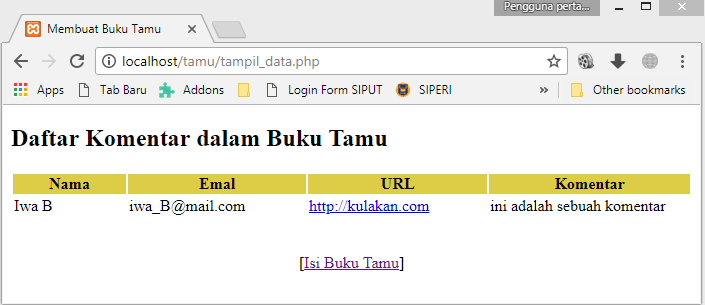 Pengguna perta...
Membuat Buku Tamu
localhost/tamu/tampil_data.php
Apps Tab Baru Addons Login Form SIPUT SIPERI » Other bookmarks
Daftar Komentar dalam Buku Tamu
Nama Emal URL Komentar
Iwa B iwa_B@mail.com http://kulakan.com ini adalah sebuah komentar
[Isi Buku Tamu]